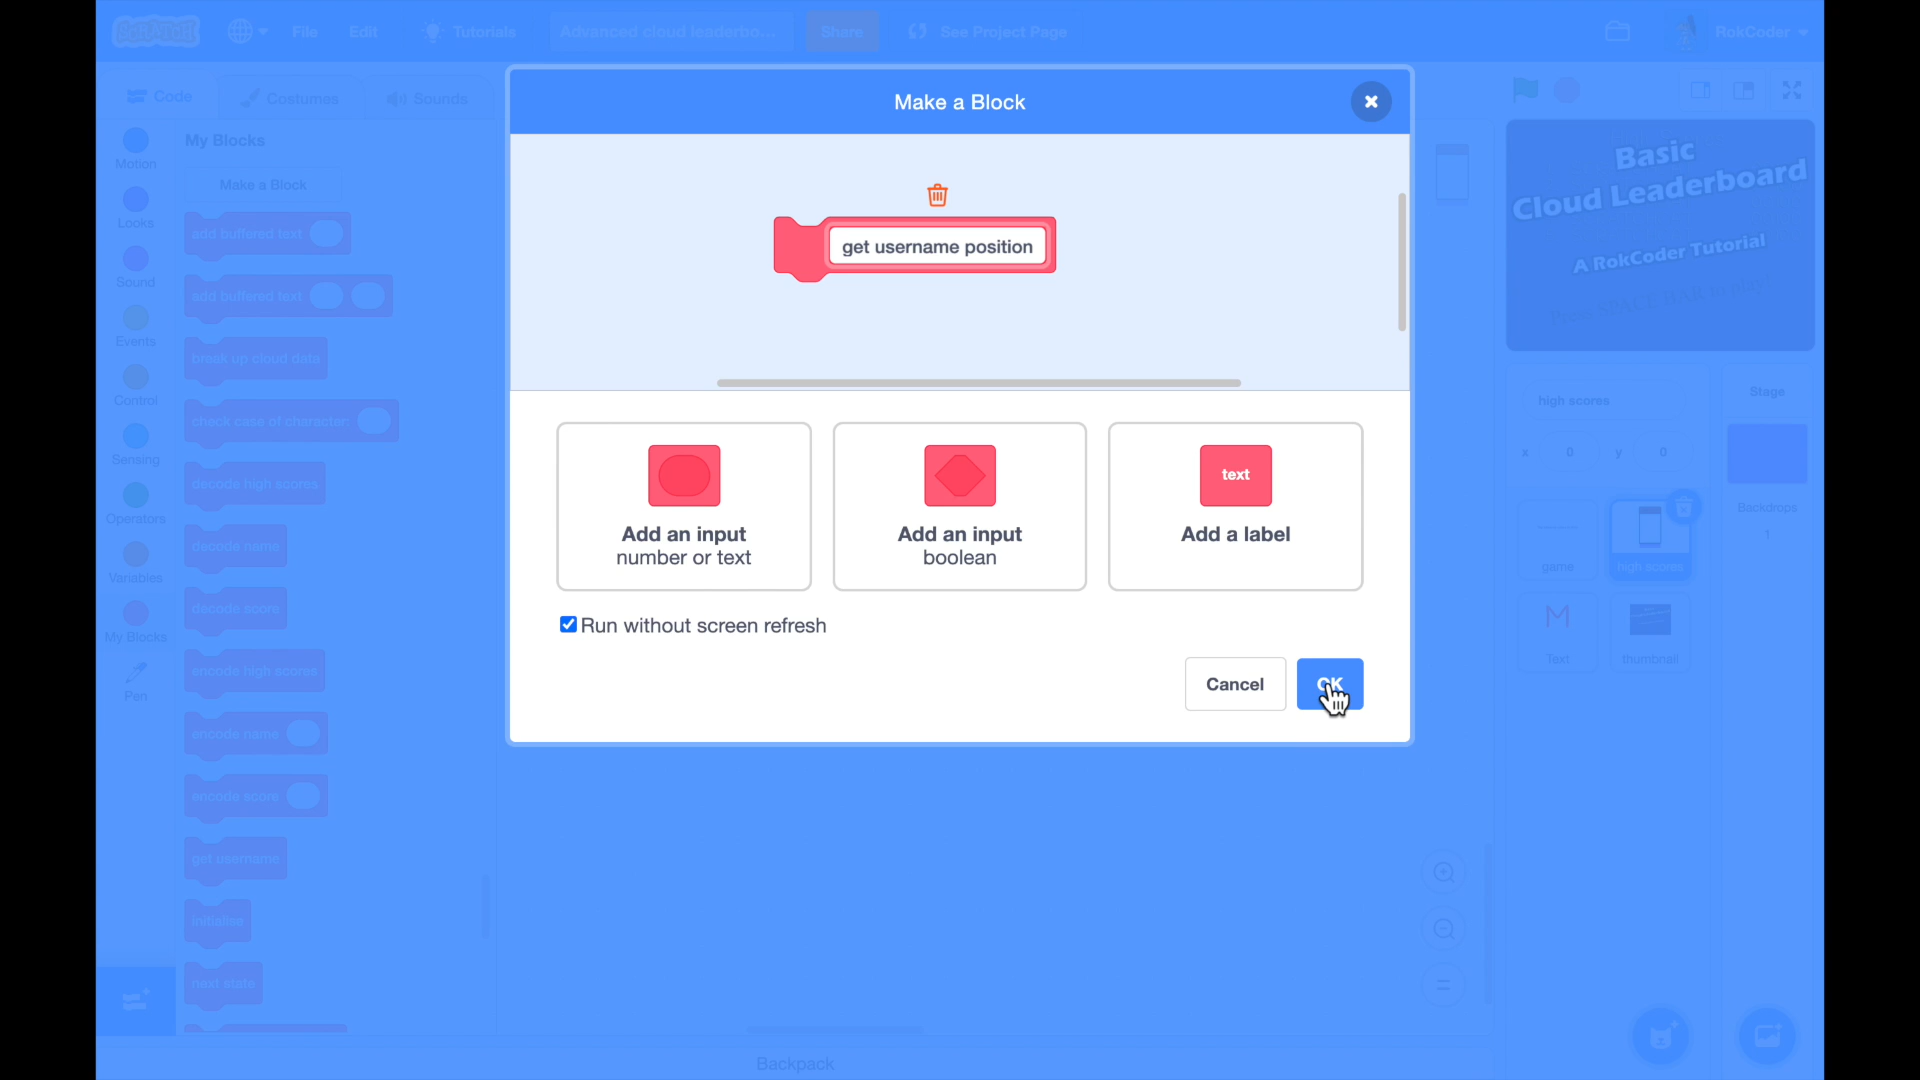 SCRATCH
File
Edit
Tutorials
Advanced cloud leaderbo...
Share
See Project Page
RokCoder
Code
Costumes
Sounds
Make a Block
Motion
Looks
Sound
Events
Control
Sensing
Operators
Variables
My Blocks
Pen
My Blocks
Make a Block
add buffered text
add buffered text
break up cloud data
check case of character:
decode high scores
decode name
decode score
encode high scores
encode name
encode score
get username
initialise
next state
get username position
Add an input
number or text
Add an input
boolean
text
Add a label
Run without screen refresh
Cancel
OK
Basic
Cloud Leaderboard
A RokCoder Tutorial
Press SPACE BAR to play!
high scores
x 0 y 0
Stage
Backdrops
1
game
high scores
M
Text
thumbnail
Backpack